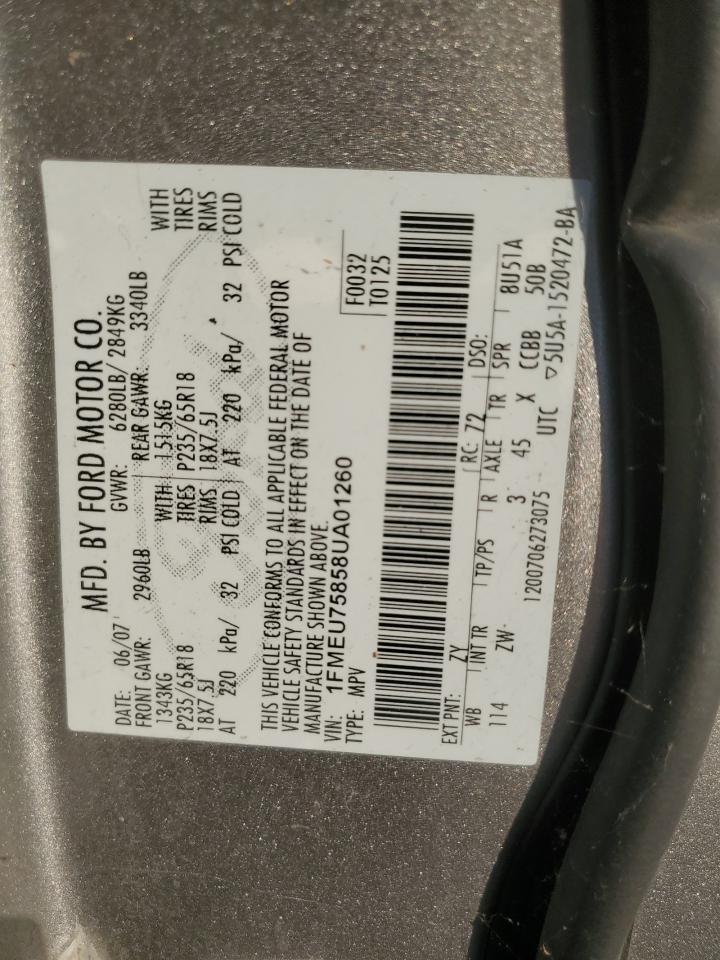 MFD. BY FORD MOTOR CO.
DATE: 06/07 GVWR: 6280LB/ 2849KG
FRONT GAWR: 2960LB REAR GAWR: 3340LB
1343KG WITH 1515KG WITH
P235/65R18 TIRES P235/65R18 TIRES
18X7.5J RIMS 18X7.5J RIMS
AT 220 kPa/ 32 PSI COLD AT 220 kPa/ 32 PSI COLD
THIS VEHICLE CONFORMS TO ALL APPLICABLE FEDERAL MOTOR
VEHICLE SAFETY STANDARDS IN EFFECT ON THE DATE OF
MANUFACTURE SHOWN ABOVE.
VIN: 1FMEU75858UA01260 F0032
TYPE: MPV T0125
EXT PNT: ZY RC: 72 DSO:
WB INT TR TP/PS R AXLE TR SPR 8U51A
114 ZW 3 45 X CCBB 50B
1200706273075 UTC ▽5U5A-1520472-BA